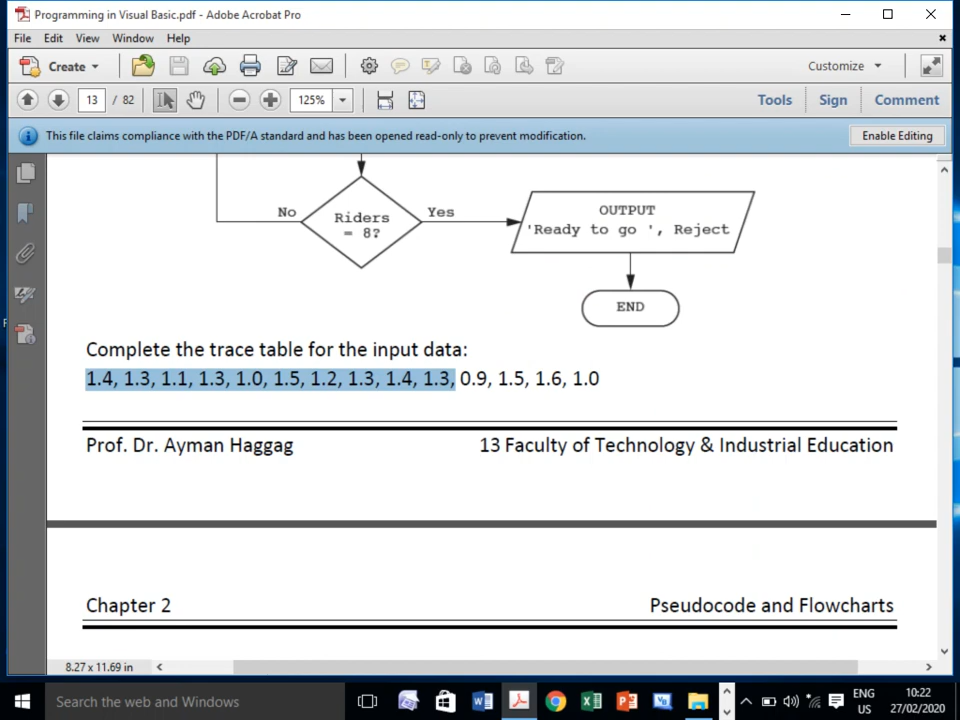 Programming in Visual Basic.pdf - Adobe Acrobat Pro
File Edit View Window Help
Create
Customize
13 / 82
125%
Tools Sign Comment
This file claims compliance with the PDF/A standard and has been opened read-only to prevent modification.
Enable Editing
No
Riders
= 8?
Yes
OUTPUT
'Ready to go ', Reject
END
Complete the trace table for the input data:
1.4, 1.3, 1.1, 1.3, 1.0, 1.5, 1.2, 1.3, 1.4, 1.3, 0.9, 1.5, 1.6, 1.0
Prof. Dr. Ayman Haggag 13 Faculty of Technology & Industrial Education
Chapter 2 Pseudocode and Flowcharts
8.27 x 11.69 in
Search the web and Windows
ENG
US
10:22
27/02/2020